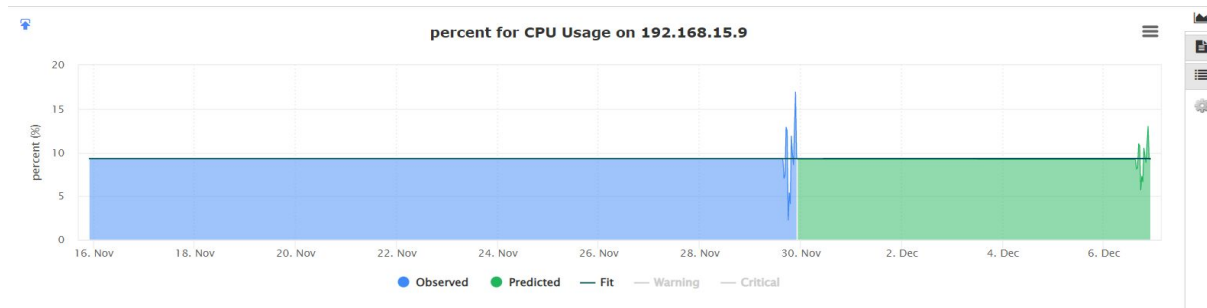 percent for CPU Usage on 192.168.15.9
20
15
10
5
0
percent (%)
16. Nov 18. Nov 20. Nov 22. Nov 24. Nov 26. Nov 28. Nov 30. Nov 2. Dec 4. Dec 6. Dec
Observed Predicted Fit Warning Critical